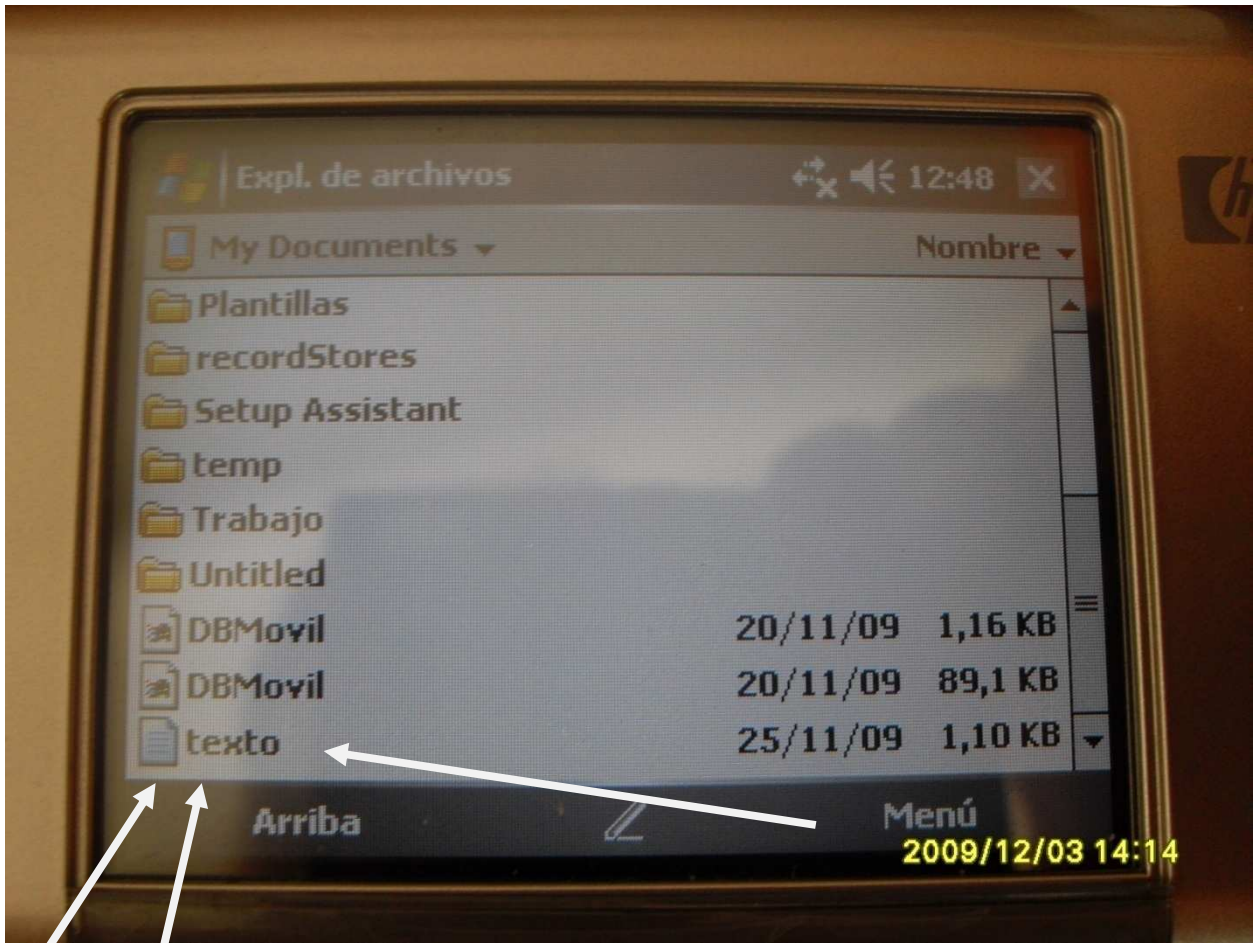 Expl. de archivos 12:48
My Documents Nombre
Plantillas
recordStores
Setup Assistant
temp
Trabajo
Untitled
DBMovil 20/11/09 1,16 KB
DBMovil 20/11/09 89,1 KB
texto 25/11/09 1,10 KB
Arriba Menú
2009/12/03 14:14